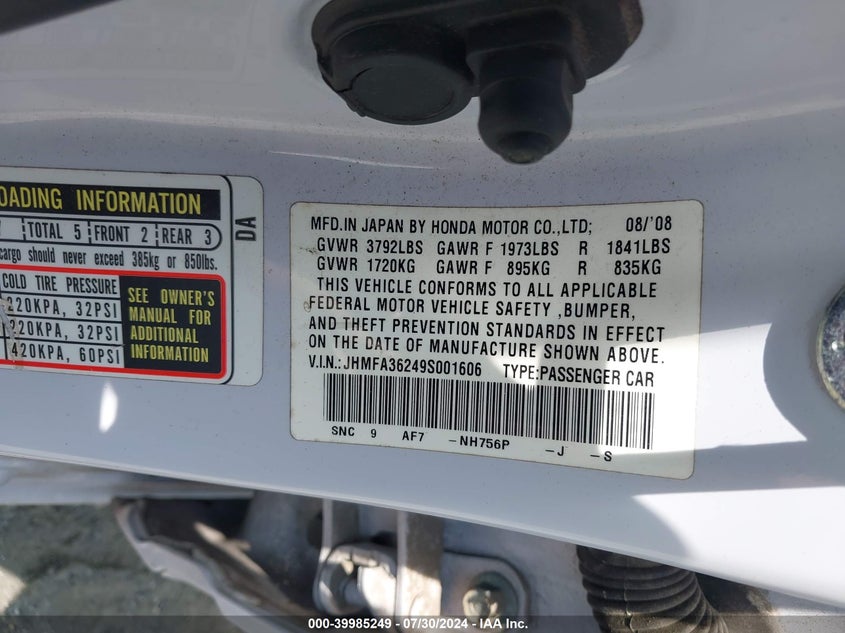 OADING INFORMATION
TOTAL 5 FRONT 2 REAR 3
cargo should never exceed 385kg or 850lbs.
COLD TIRE PRESSURE
220KPA, 32PSI
220KPA, 32PSI
420KPA, 60PSI
SEE OWNER'S
MANUAL FOR
ADDITIONAL
INFORMATION
DA
MFD.IN JAPAN BY HONDA MOTOR CO.,LTD; 08/'08
GVWR 3792LBS GAWR F 1973LBS R 1841LBS
GVWR 1720KG GAWR F 895KG R 835KG
THIS VEHICLE CONFORMS TO ALL APPLICABLE
FEDERAL MOTOR VEHICLE SAFETY ,BUMPER,
AND THEFT PREVENTION STANDARDS IN EFFECT
ON THE DATE OF MANUFACTURE SHOWN ABOVE.
V.I.N.:JHMFA36249S001606 TYPE:PASSENGER CAR
SNC 9 AF7 -NH756P -J -S
000-39985249 - 07/30/2024 - IAA Inc.